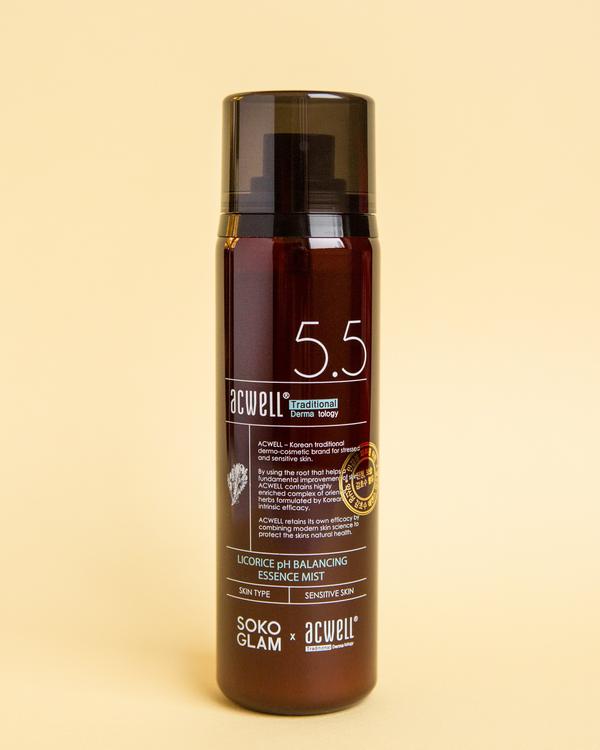 5.5
acwell® Traditional
Derma tology
ACWELL – Korean traditional
dermo-cosmetic brand for stressed
and sensitive skin.
By using the root that helps
fundamental improvement of skin,
ACWELL contains highly
enriched complex of oriental
herbs formulated by Korean
intrinsic efficacy.
ACWELL retains its own efficacy by
combining modern skin science to
protect the skins natural health.
LICORICE pH BALANCING
ESSENCE MIST
SKIN TYPE SENSITIVE SKIN
SOKO
GLAM x acwell®
Traditional Derma tology